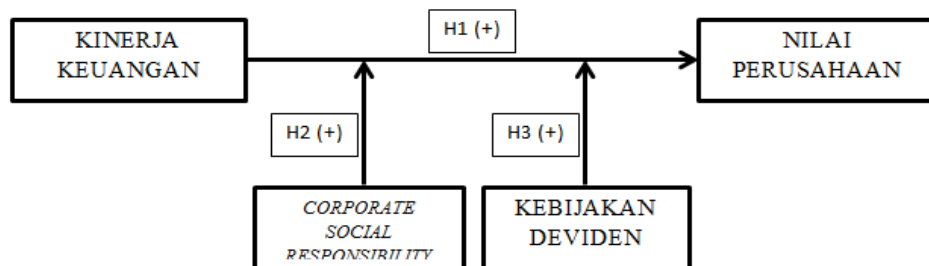 H1 (+)
KINERJA
KEUANGAN
NILAI
PERUSAHAAN
H2 (+)
H3 (+)
CORPORATE
SOCIAL
RESPONSIBILITY
KEBIJAKAN
DEVIDEN